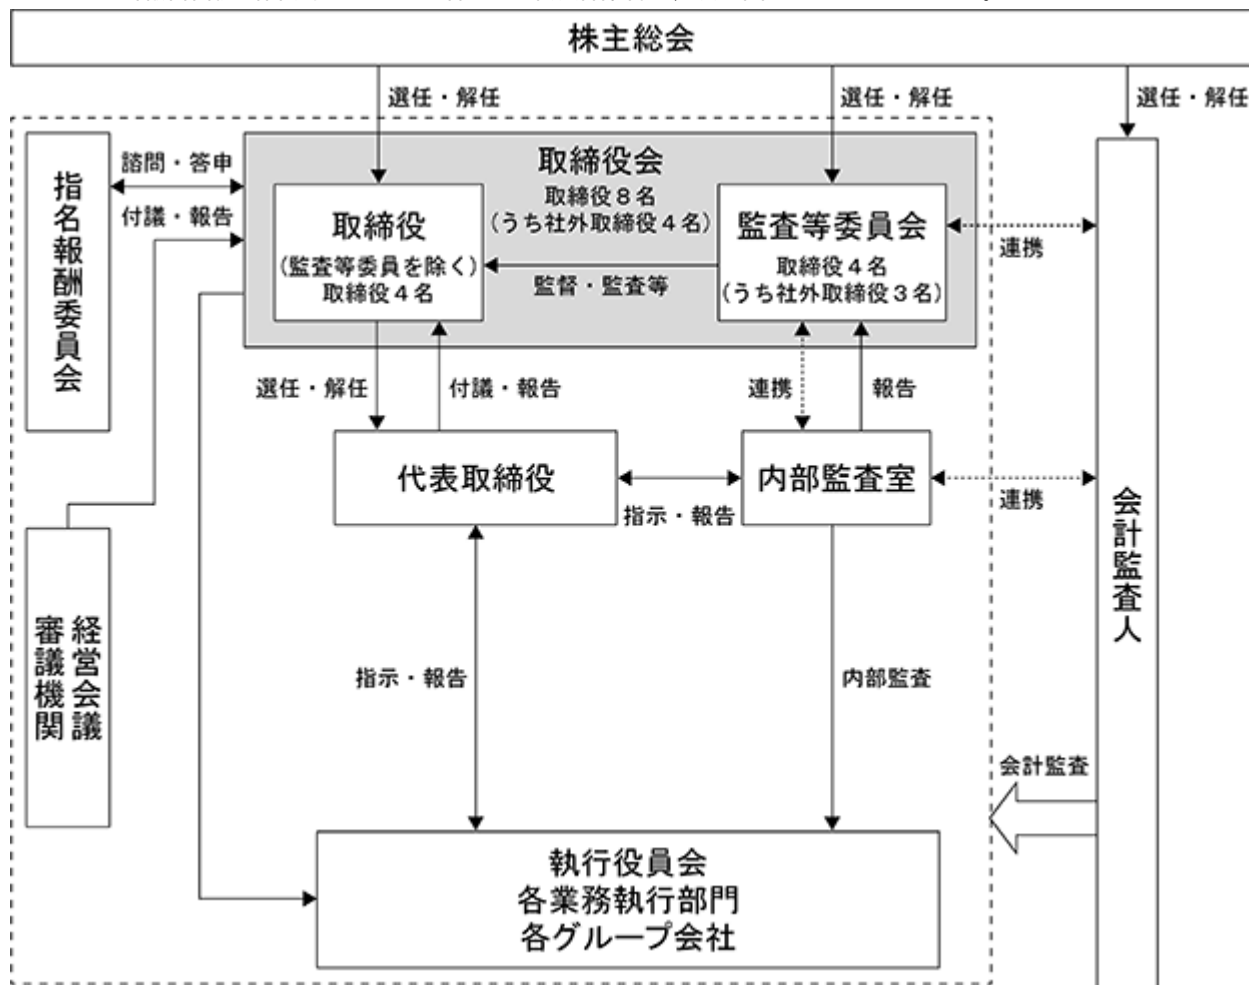 株主総会
選任・解任
選任・解任
選任・解任
指名報酬委員会
諮問・答申
付議・報告
取締役会
取締役８名
(うち社外取締役４名)
取締役
(監査等委員を除く)
取締役４名
監督・監査等
監査等委員会
取締役４名
(うち社外取締役３名)
連携
選任・解任
付議・報告
連携
報告
代表取締役
指示・報告
内部監査室
連携
会計監査人
経営会議
審議機関
指示・報告
内部監査
会計監査
執行役員会
各業務執行部門
各グループ会社